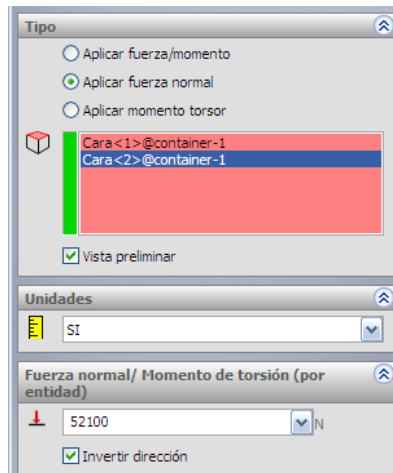 Tipo
Aplicar fuerza/momento
Aplicar fuerza normal
Aplicar momento torsor
Cara<1>@container-1
Cara<2>@container-1
Vista preliminar
Unidades
SI
Fuerza normal/ Momento de torsión (por
entidad)
52100 N
Invertir dirección